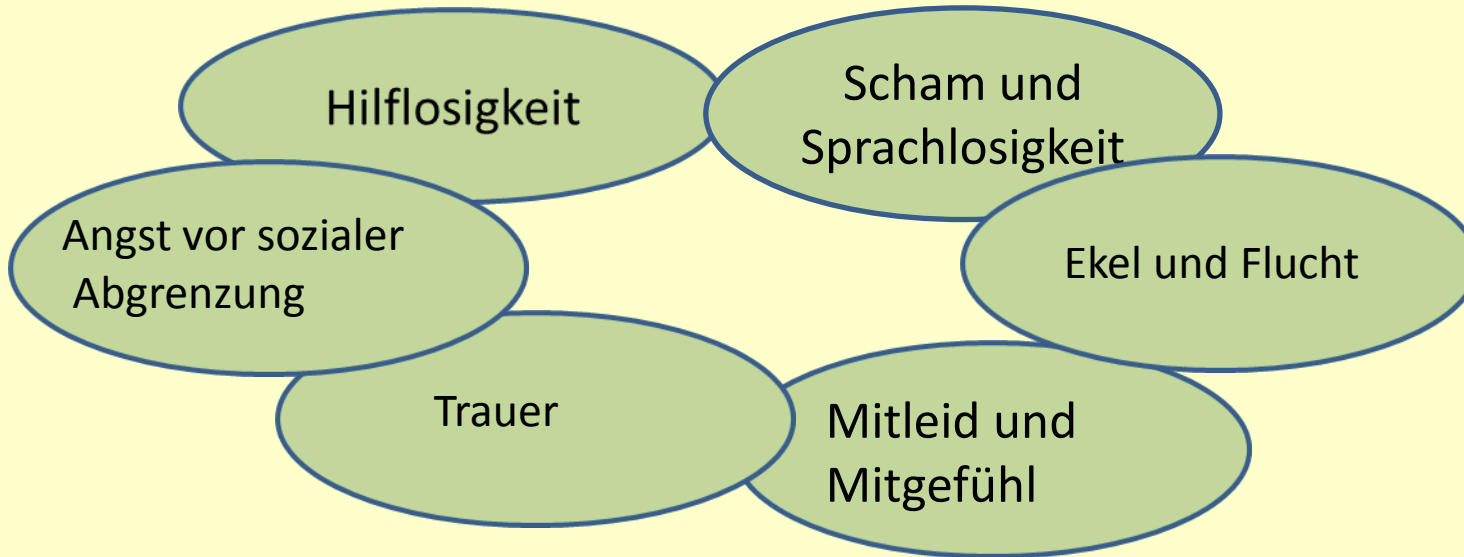 Hilflosigkeit
Scham und
Sprachlosigkeit
Angst vor sozialer
Abgrenzung
Ekel und Flucht
Trauer
Mitleid und
Mitgefühl